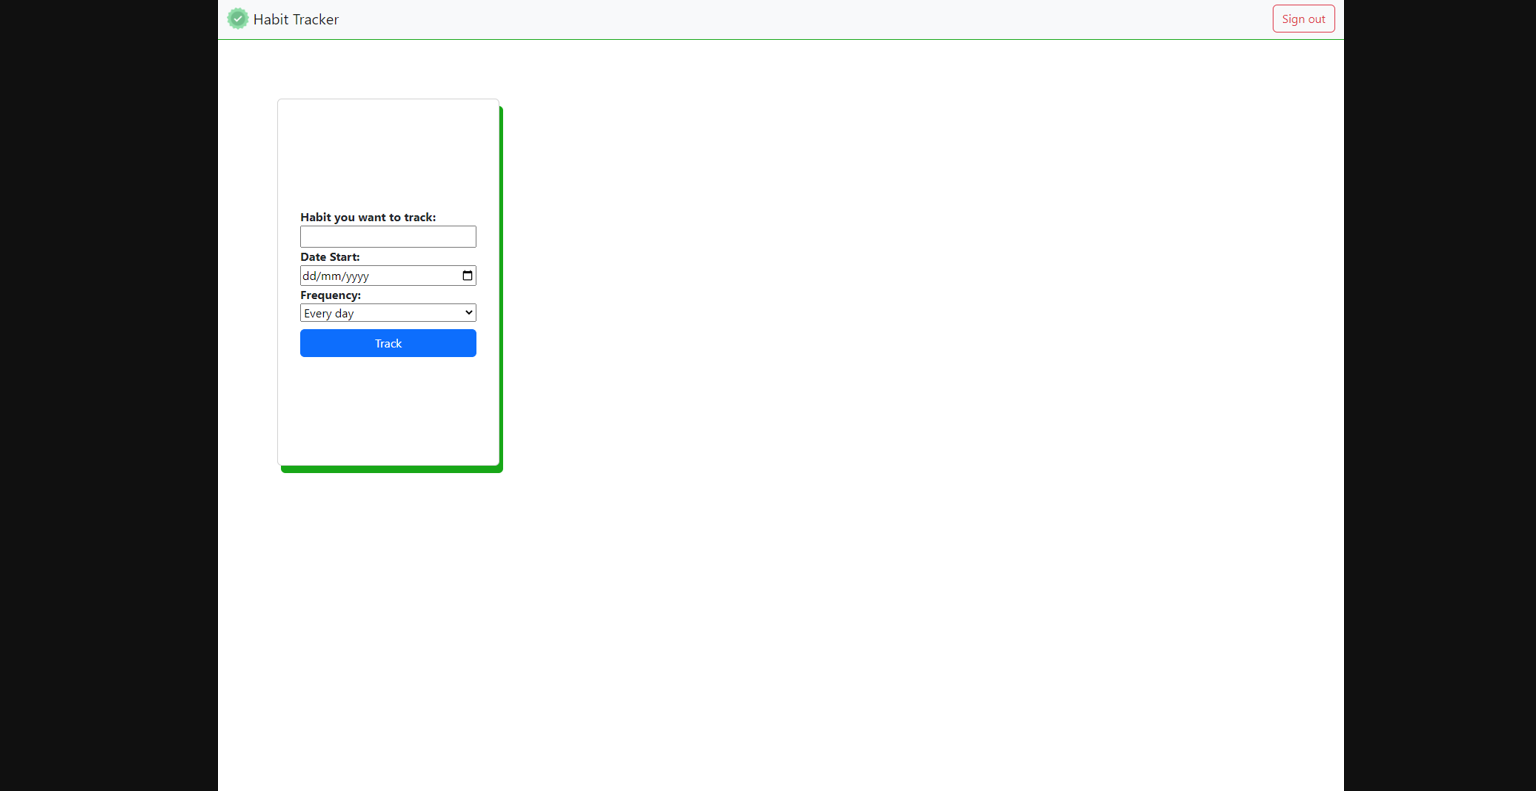 Habit Tracker
Sign out
Habit you want to track:
Date Start:
dd/mm/yyyy
Frequency:
Every day
Track